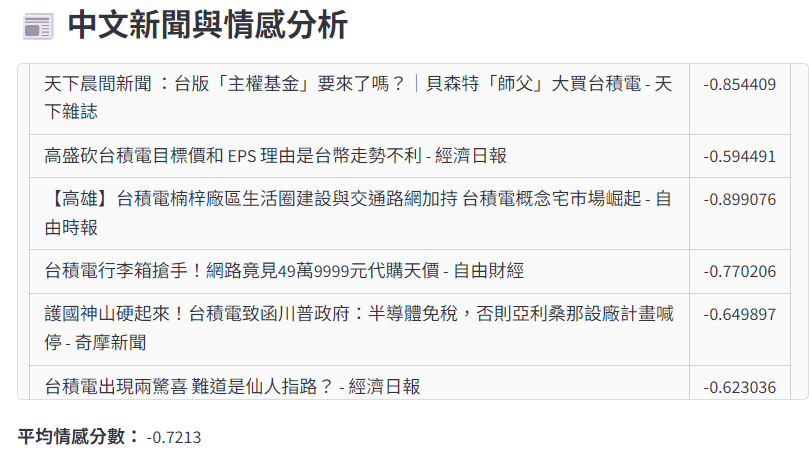 中文新聞與情感分析
天下晨間新聞 ：台版「主權基金」要來了嗎？｜貝森特「師父」大買台積電 - 天
下雜誌
-0.854409
高盛砍台積電目標價和 EPS 理由是台幣走勢不利 - 經濟日報
-0.594491
【高雄】台積電楠梓廠區生活圈建設與交通路網加持 台積電概念宅市場崛起 - 自
由時報
-0.899076
台積電行李箱搶手！網路竟見49萬9999元代購天價 - 自由財經
-0.770206
護國神山硬起來！台積電致函川普政府：半導體免稅，否則亞利桑那設廠計畫喊
停 - 奇摩新聞
-0.649897
台積電出現兩驚喜 難道是仙人指路？ - 經濟日報
-0.623036
平均情感分數： -0.7213